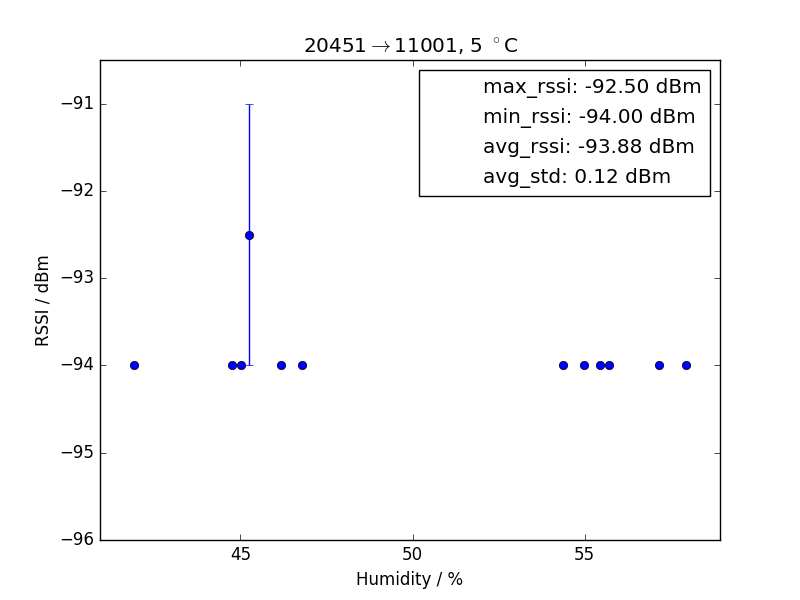 20451→11001, 5 °C
max_rssi: -92.50 dBm
min_rssi: -94.00 dBm
avg_rssi: -93.88 dBm
avg_std: 0.12 dBm
RSSI / dBm
−91
−92
−93
−94
−95
−96
45
50
55
Humidity / %